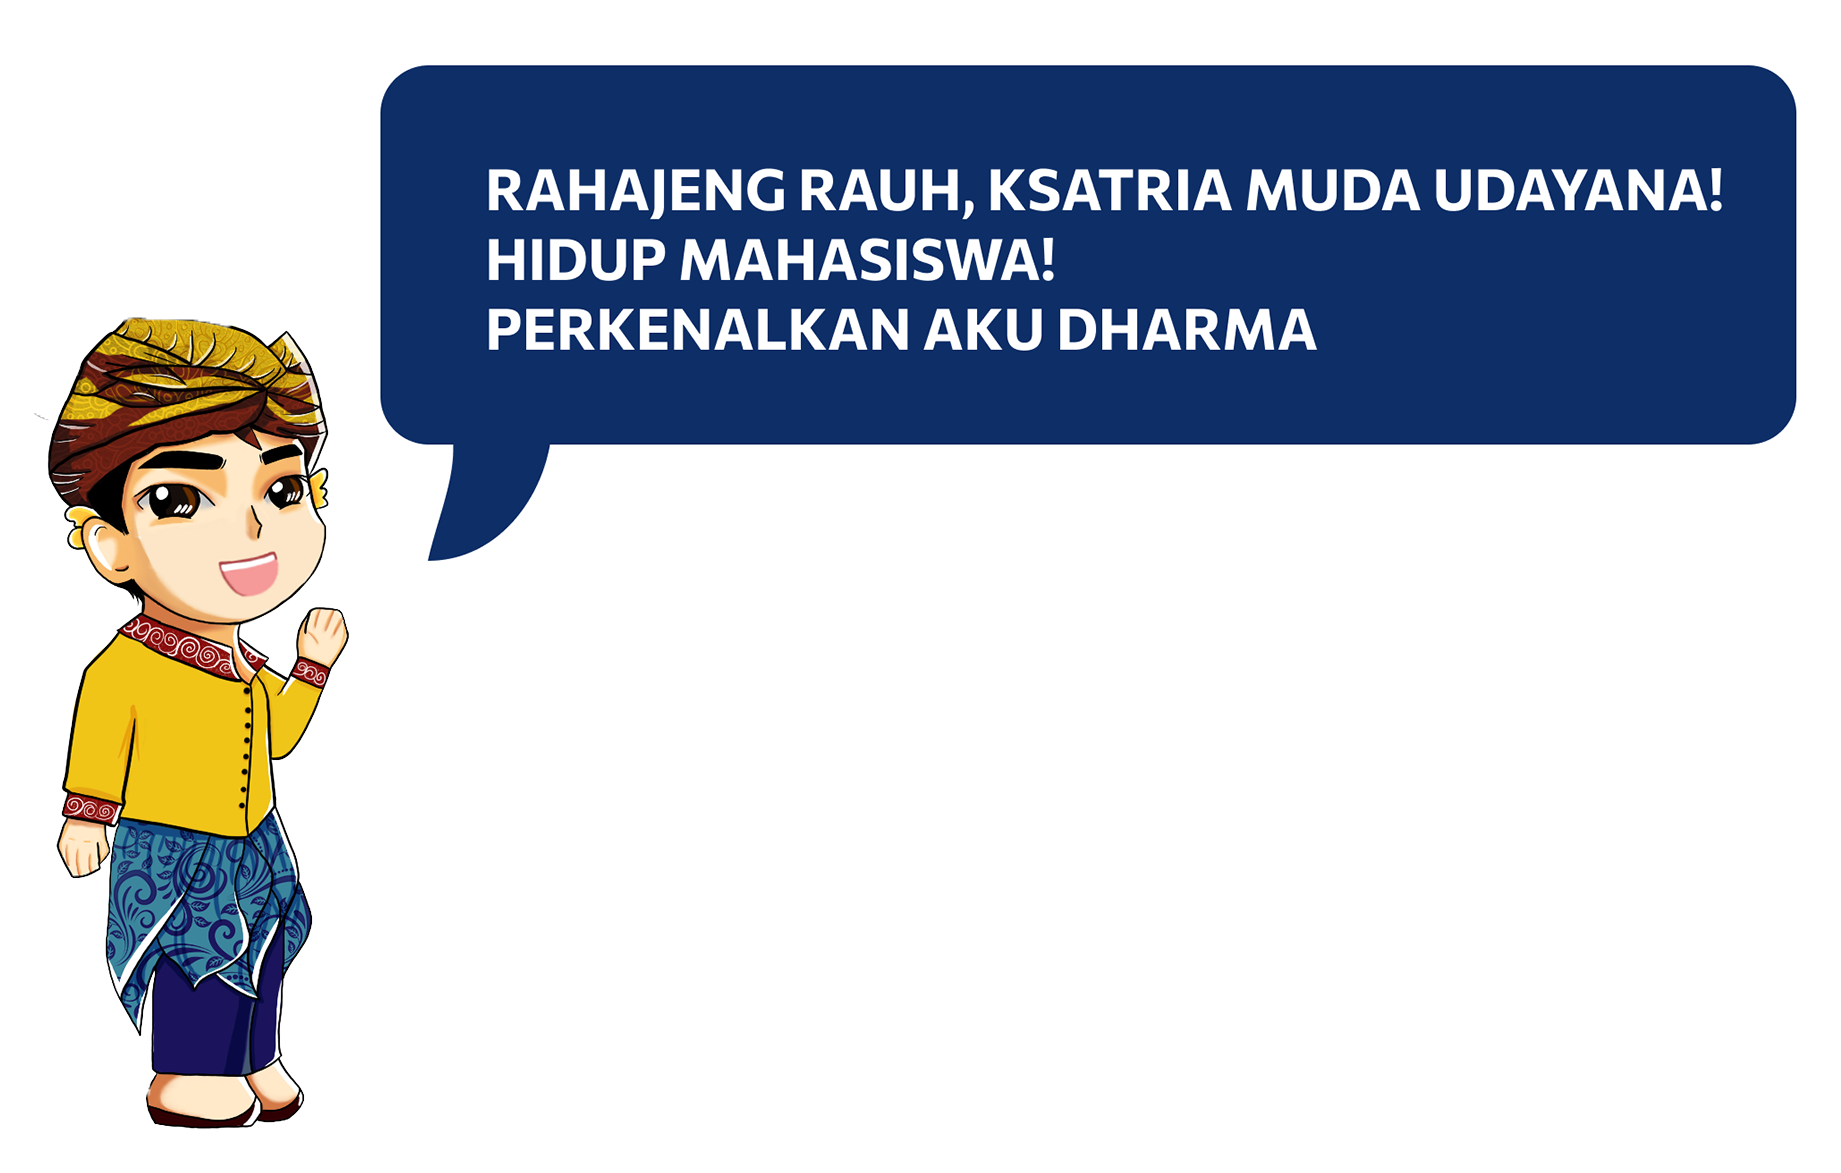 RAHAJENG RAUH, KSATRIA MUDA UDAYANA!
HIDUP MAHASISWA!
PERKENALKAN AKU DHARMA